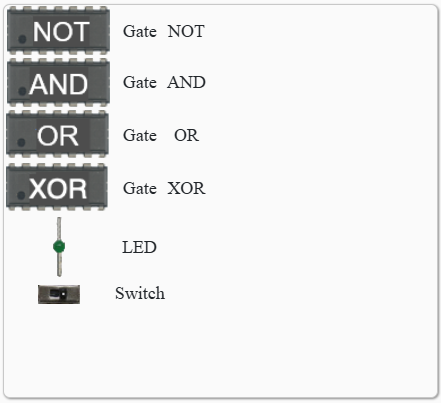 NOT Gate NOT
AND Gate AND
OR Gate OR
XOR Gate XOR
LED
Switch